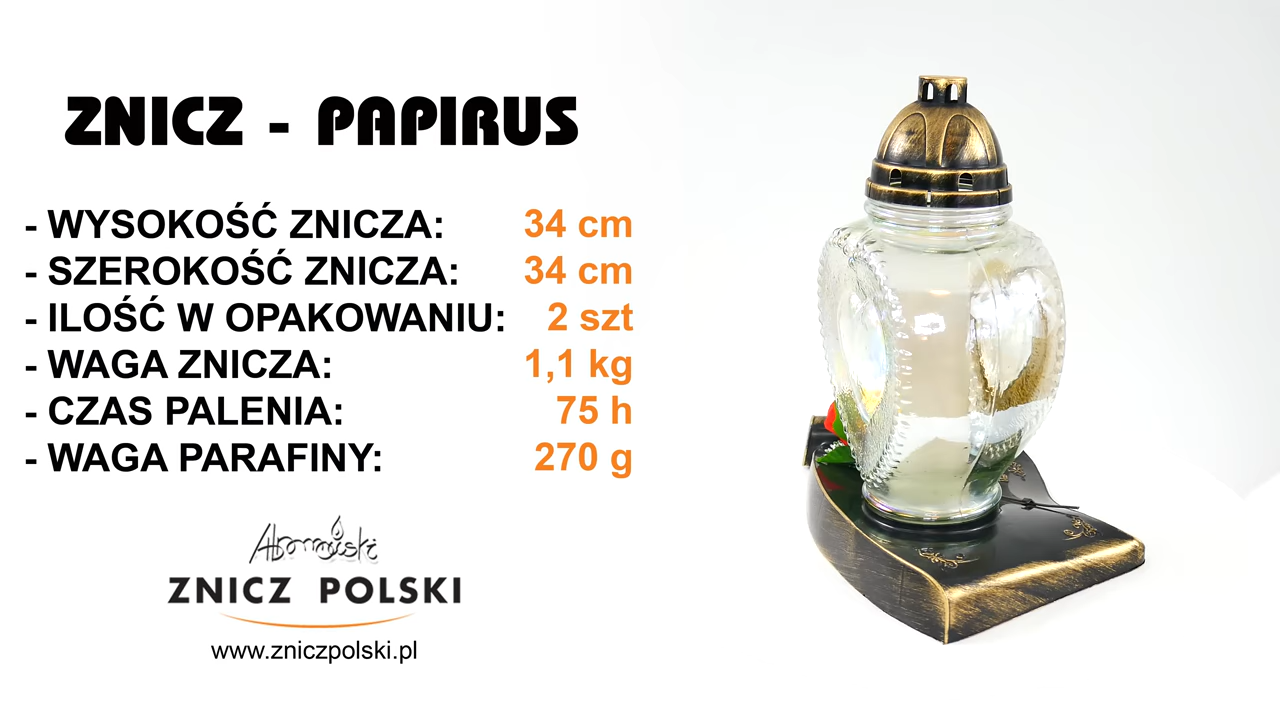 ZNICZ - PAPIRUS
- WYSOKOŚĆ ZNICZA: 34 cm
- SZEROKOŚĆ ZNICZA: 34 cm
- ILOŚĆ W OPAKOWANIU: 2 szt
- WAGA ZNICZA: 1,1 kg
- CZAS PALENIA: 75 h
- WAGA PARAFINY: 270 g
ZNICZ POLSKI
www.zniczpolski.pl